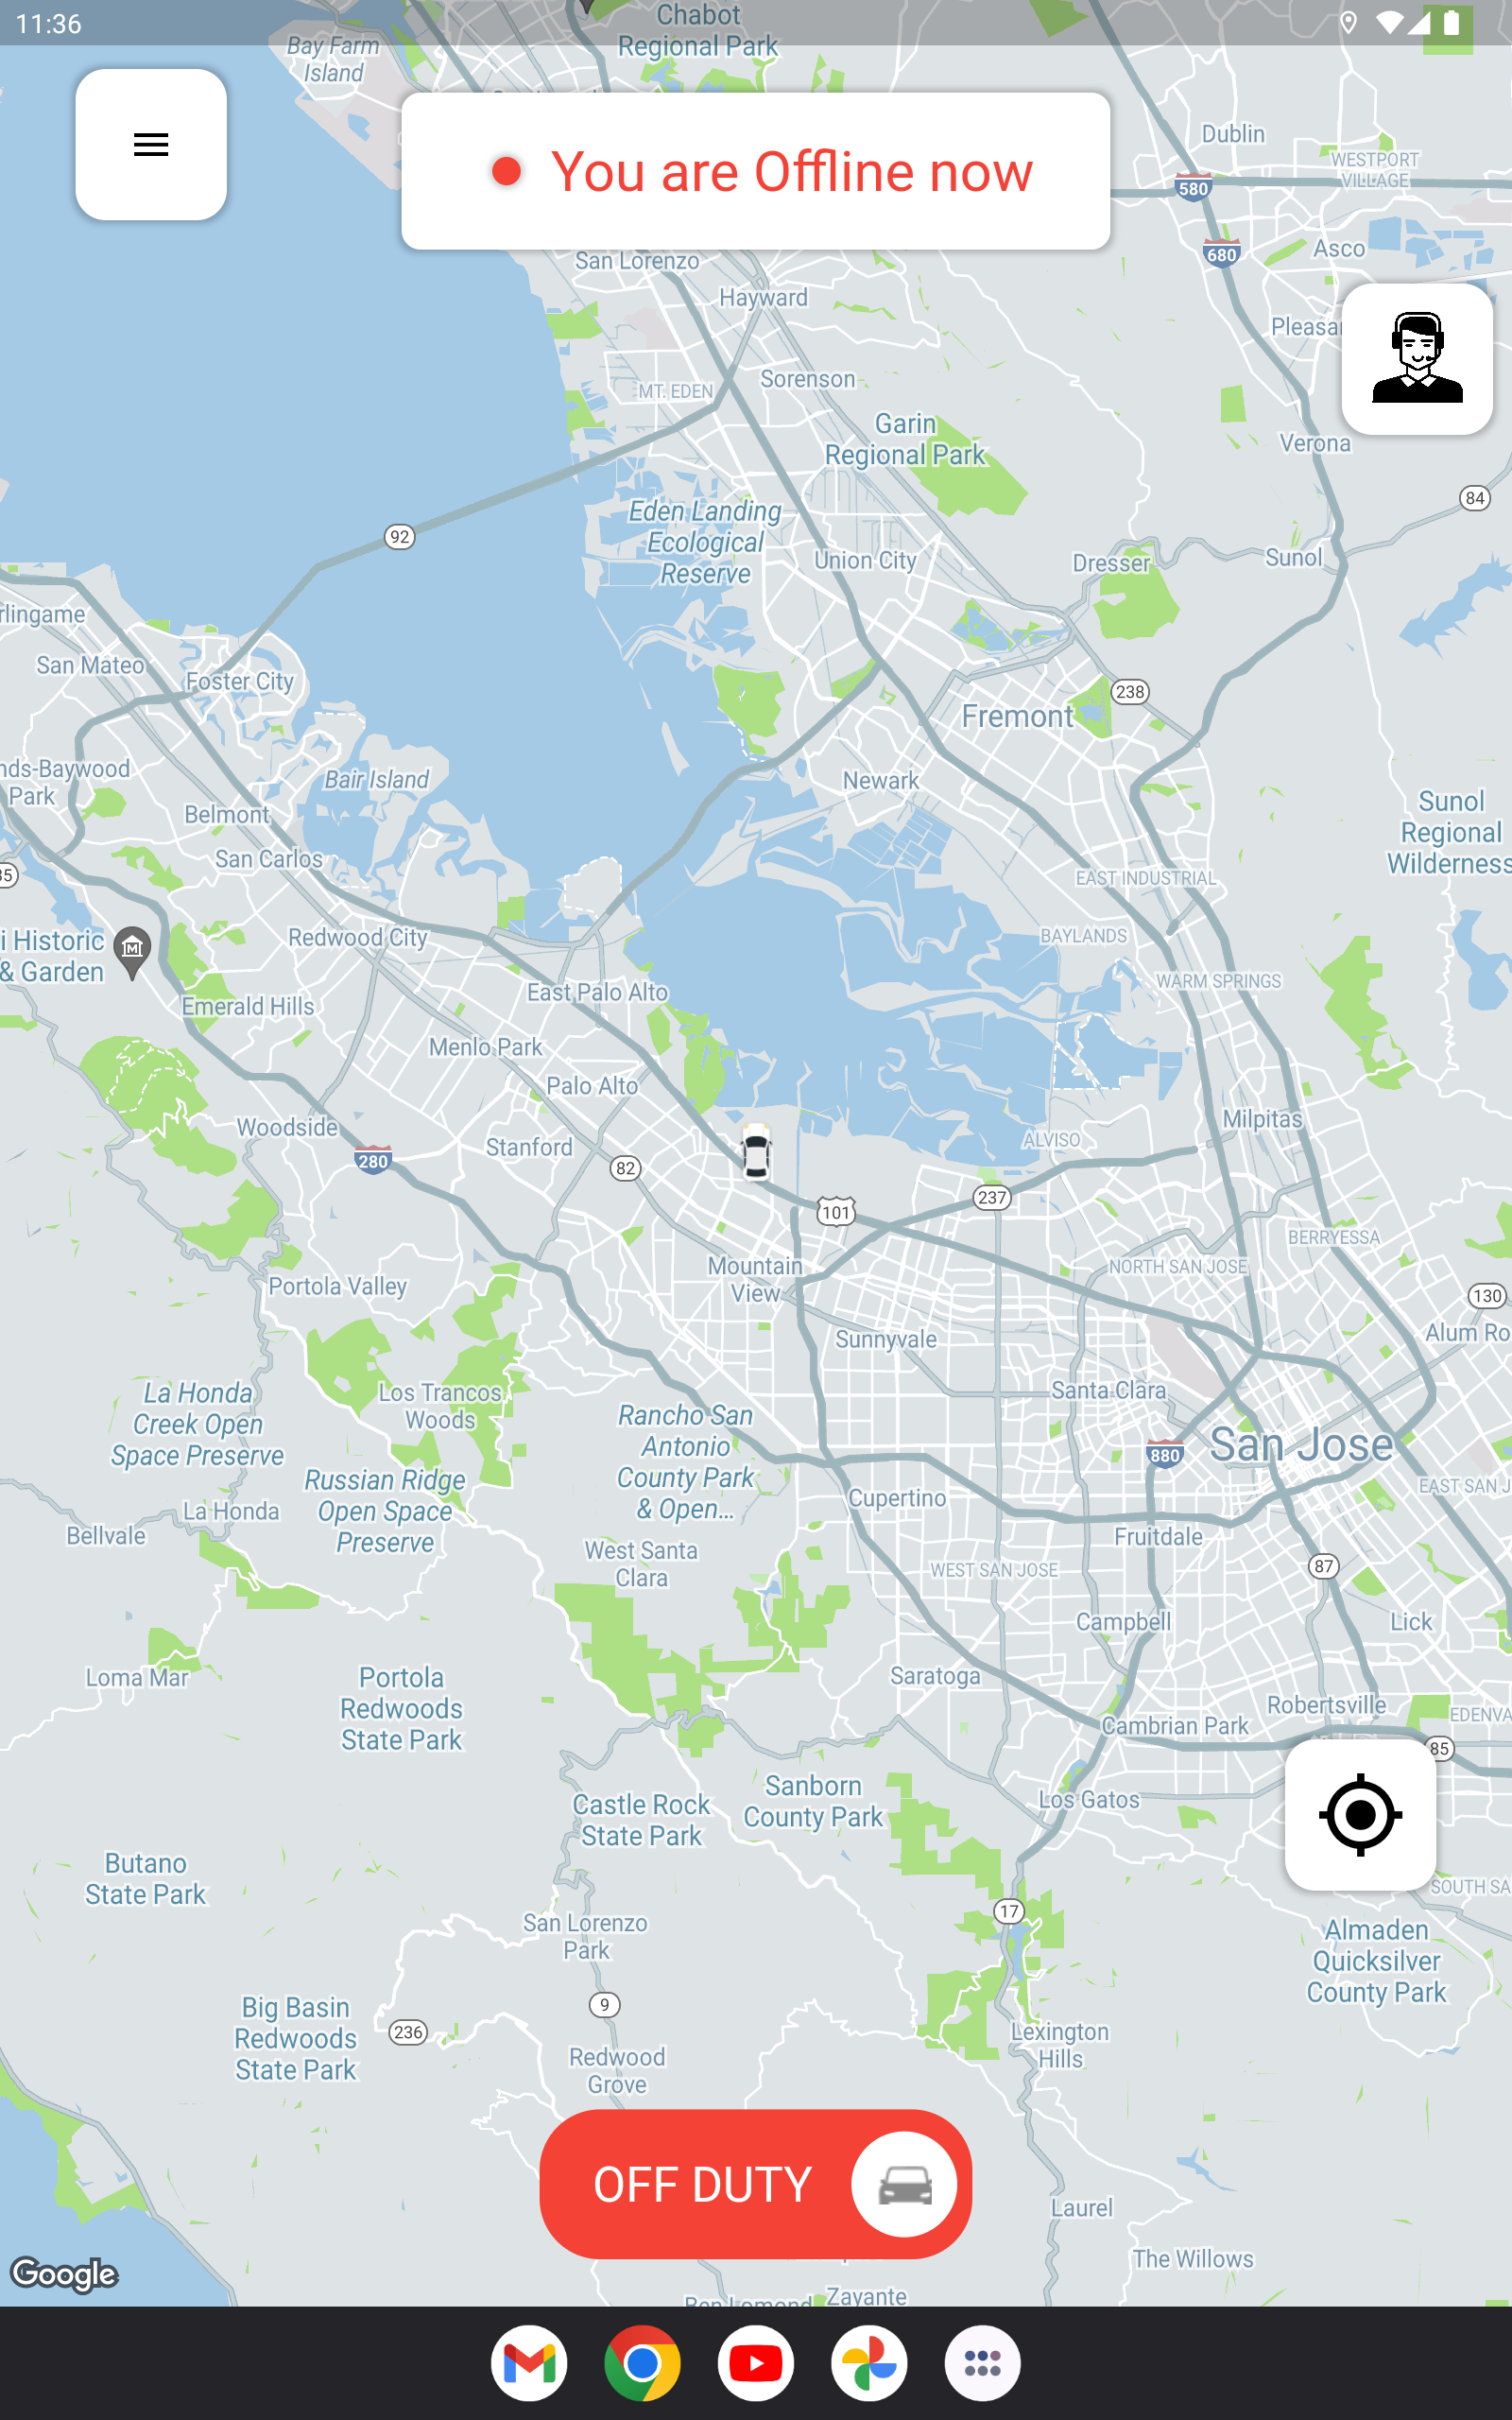 11:36
Chabot
Regional Park
Bay Farm
Island
You are Offline now
Dublin
WESTPORT
VILLAGE
580
680
Asco
San Lorenzo
Hayward
Sorenson
MT. EDEN
Garin
Regional Park
Verona
84
Eden Landing
Ecological
Reserve
92
Union City
Dresser
Sunol
San Mateo
Foster City
238
Fremont
Park
Bair Island
Newark
Belmont
San Carlos
Sunol
Regional
Wilderness
EAST INDUSTRIAL
Redwood City
BAYLANDS
i Historic
& Garden
WARM SPRINGS
East Palo Alto
Emerald Hills
Menlo Park
Palo Alto
Woodside
Stanford
280
82
ALVISO
Milpitas
101
237
BERRYESSA
Mountain
View
NORTH SAN JOSE
Portola Valley
130
Sunnyvale
Alum Ro
La Honda
Creek Open
Space Preserve
Los Trancos
Woods
Santa Clara
Rancho San
Antonio
County Park
& Open…
880
San Jose
Russian Ridge
Open Space
Preserve
EAST SAN J
Cupertino
La Honda
Bellvale
Fruitdale
West Santa
Clara
WEST SAN JOSE
87
Campbell
Lick
Loma Mar
Portola
Redwoods
State Park
Saratoga
Robertsville
EDENVA
Cambrian Park
85
Castle Rock
State Park
Sanborn
County Park
Los Gatos
Butano
State Park
SOUTH SA
San Lorenzo
Park
17
Almaden
Quicksilver
County Park
Big Basin
Redwoods
State Park
9
236
Lexington
Hills
Redwood
Grove
OFF DUTY
Laurel
The Willows
Google
Zayante